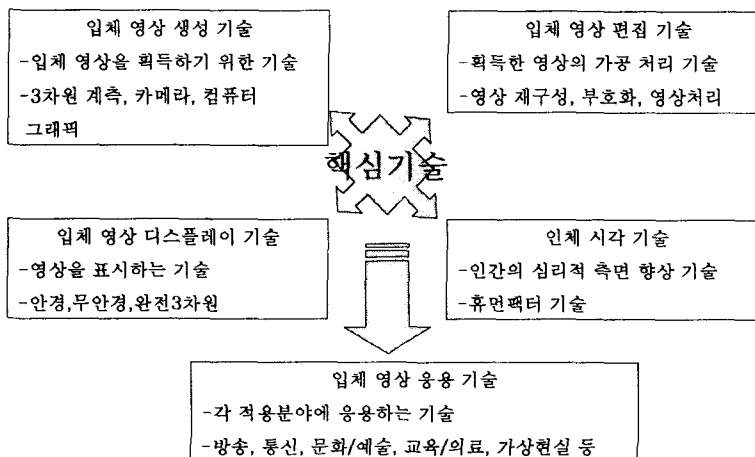 입체 영상 생성 기술
-입체 영상을 획득하기 위한 기술
-3차원 계측, 카메라, 컴퓨터
그래픽
입체 영상 편집 기술
-획득한 영상의 가공 처리 기술
-영상 재구성, 부호화, 영상처리
핵심기술
입체 영상 디스플레이 기술
-영상을 표시하는 기술
-안경,무안경,완전3차원
인체 시각 기술
-인간의 심리적 측면 향상 기술
-휴먼팩터 기술
입체 영상 응용 기술
-각 적용분야에 응용하는 기술
-방송, 통신, 문화/예술, 교육/의료, 가상현실 등